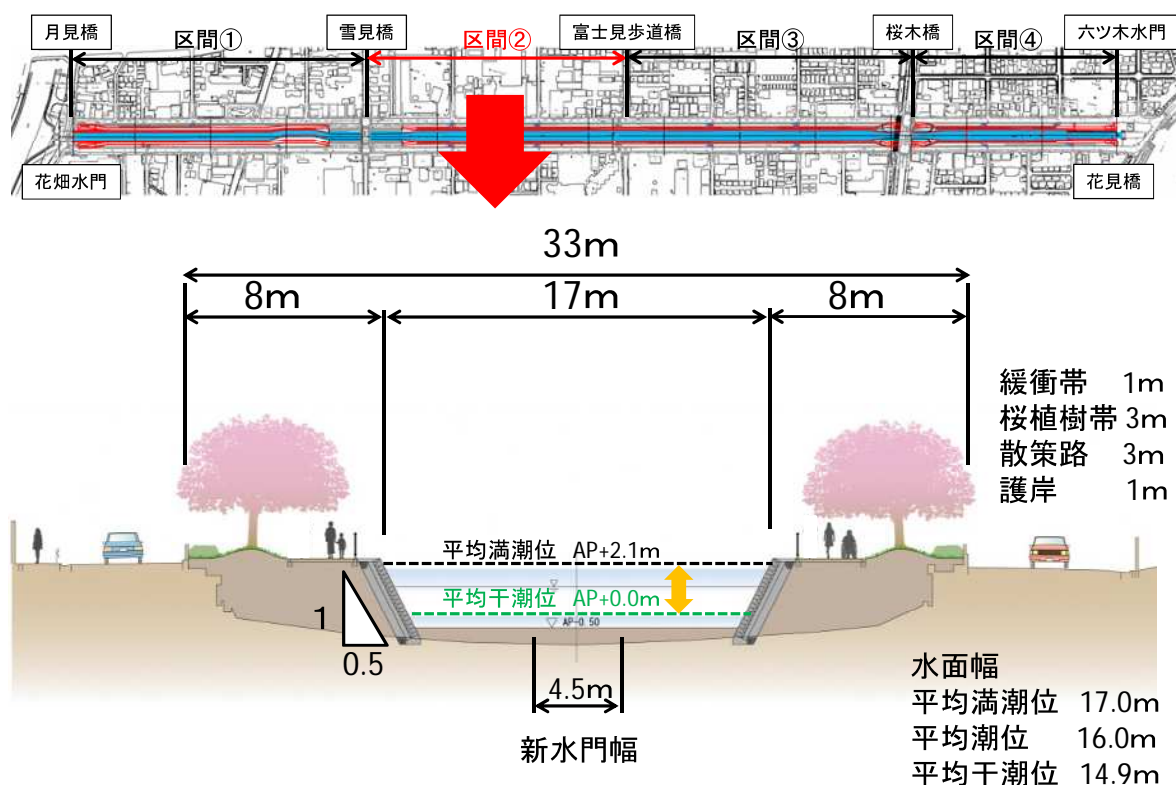 月見橋
区間①
雪見橋
区間②
富士見歩道橋
区間③
桜木橋
区間④
六ツ木水門
花畑水門
花見橋
33m
8m
17m
8m
緩衝帯 1m
桜植樹帯 3m
散策路 3m
護岸 1m
平均満潮位 AP+2.1m
平均干潮位 AP+0.0m
AP-0.50
1
0.5
4.5m
新水門幅
水面幅
平均満潮位 17.0m
平均潮位 16.0m
平均干潮位 14.9m